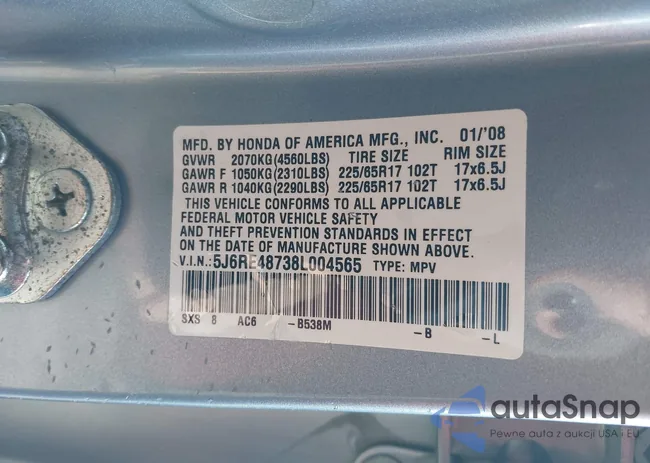 MFD. BY HONDA OF AMERICA MFG., INC. 01/'08
GVWR 2070KG(4560LBS) TIRE SIZE RIM SIZE
GAWR F 1050KG(2310LBS) 225/65R17 102T 17x6.5J
GAWR R 1040KG(2290LBS) 225/65R17 102T 17x6.5J
THIS VEHICLE CONFORMS TO ALL APPLICABLE
FEDERAL MOTOR VEHICLE SAFETY
AND THEFT PREVENTION STANDARDS IN EFFECT
ON THE DATE OF MANUFACTURE SHOWN ABOVE.
V.I.N.: 5J6RE48738L004565 TYPE: MPV
SXS 8 AC6 -B538M -B -L
autaSnap
Pewne auta z aukcji USA i EU